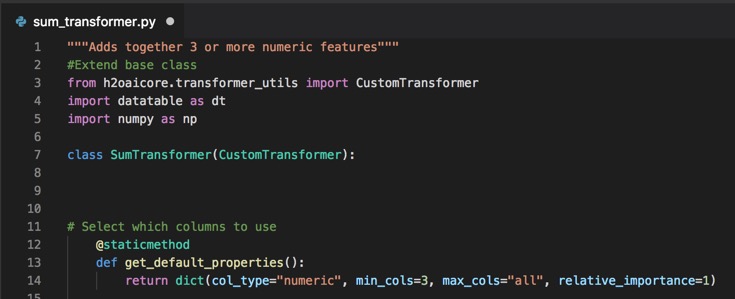 sum_transformer.py
1 """Adds together 3 or more numeric features"""
2 #Extend base class
3 from h2oaicore.transformer_utils import CustomTransformer
4 import datatable as dt
5 import numpy as np
6
7 class SumTransformer(CustomTransformer):
8
9
10
11 # Select which columns to use
12 @staticmethod
13 def get_default_properties():
14 return dict(col_type="numeric", min_cols=3, max_cols="all", relative_importance=1)
15